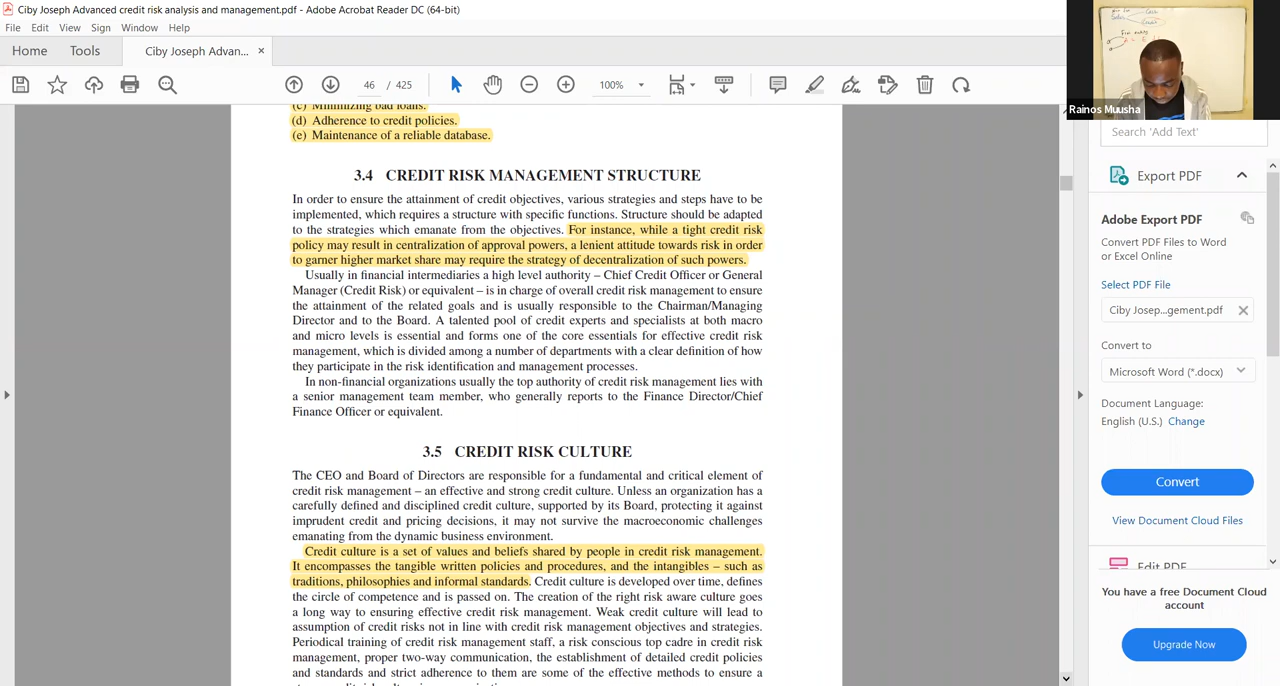 Ciby Joseph Advanced credit risk analysis and management.pdf - Adobe Acrobat Reader DC (64-bit)
File Edit View Sign Window Help
Home Tools Ciby Joseph Advan... ×
46 / 425 100%
Rainos Muusha
(c) Minimizing bad loans.
(d) Adherence to credit policies.
(e) Maintenance of a reliable database.
3.4 CREDIT RISK MANAGEMENT STRUCTURE
In order to ensure the attainment of credit objectives, various strategies and steps have to be
implemented, which requires a structure with specific functions. Structure should be adapted
to the strategies which emanate from the objectives. For instance, while a tight credit risk
policy may result in centralization of approval powers, a lenient attitude towards risk in order
to garner higher market share may require the strategy of decentralization of such powers.
Usually in financial intermediaries a high level authority – Chief Credit Officer or General
Manager (Credit Risk) or equivalent – is in charge of overall credit risk management to ensure
the attainment of the related goals and is usually responsible to the Chairman/Managing
Director and to the Board. A talented pool of credit experts and specialists at both macro
and micro levels is essential and forms one of the core essentials for effective credit risk
management, which is divided among a number of departments with a clear definition of how
they participate in the risk identification and management processes.
In non-financial organizations usually the top authority of credit risk management lies with
a senior management team member, who generally reports to the Finance Director/Chief
Finance Officer or equivalent.
3.5 CREDIT RISK CULTURE
The CEO and Board of Directors are responsible for a fundamental and critical element of
credit risk management – an effective and strong credit culture. Unless an organization has a
carefully defined and disciplined credit culture, supported by its Board, protecting it against
imprudent credit and pricing decisions, it may not survive the macroeconomic challenges
emanating from the dynamic business environment.
Credit culture is a set of values and beliefs shared by people in credit risk management.
It encompasses the tangible written policies and procedures, and the intangibles – such as
traditions, philosophies and informal standards. Credit culture is developed over time, defines
the circle of competence and is passed on. The creation of the right risk aware culture goes
a long way to ensuring effective credit risk management. Weak credit culture will lead to
assumption of credit risks not in line with credit risk management objectives and strategies.
Periodical training of credit risk management staff, a risk conscious top cadre in credit risk
management, proper two-way communication, the establishment of detailed credit policies
and standards and strict adherence to them are some of the effective methods to ensure a
Search 'Add Text'
Export PDF
Adobe Export PDF
Convert PDF Files to Word
or Excel Online
Select PDF File
Ciby Josep...gement.pdf
Convert to
Microsoft Word (*.docx)
Document Language:
English (U.S.) Change
Convert
View Document Cloud Files
Edit PDF
You have a free Document Cloud
account
Upgrade Now